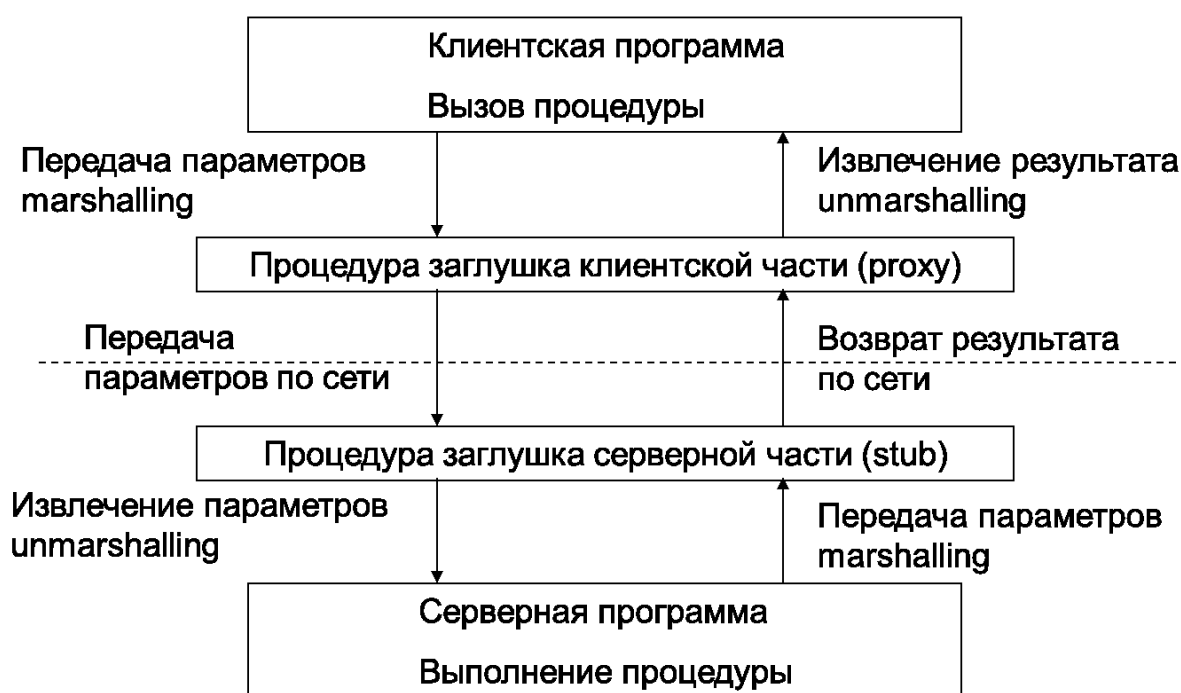 Клиентская программа
Вызов процедуры
Передача параметров
marshalling
Извлечение результата
unmarshalling
Процедура заглушка клиентской части (proxy)
Передача
параметров по сети
Возврат результата
по сети
Процедура заглушка серверной части (stub)
Извлечение параметров
unmarshalling
Передача параметров
marshalling
Серверная программа
Выполнение процедуры